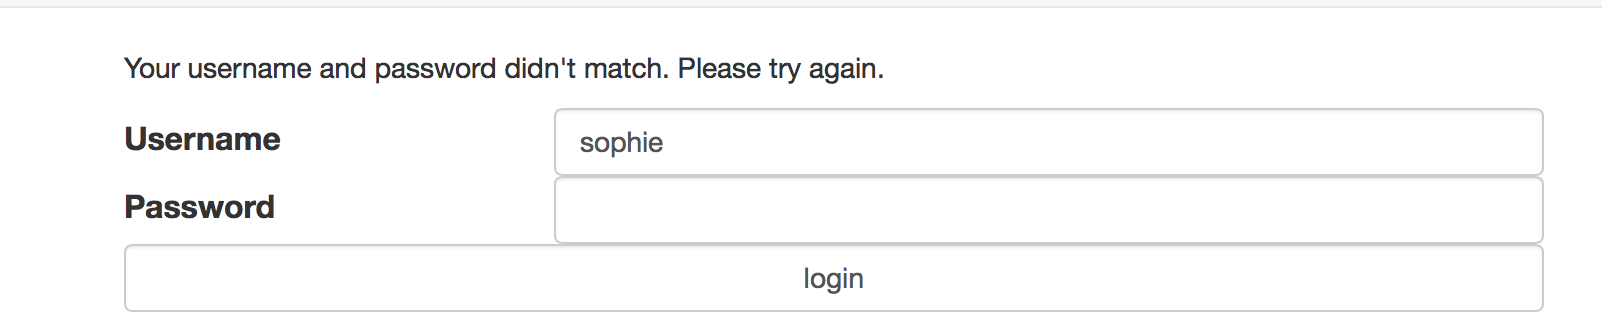 Your username and password didn't match. Please try again.
Username
sophie
Password
login